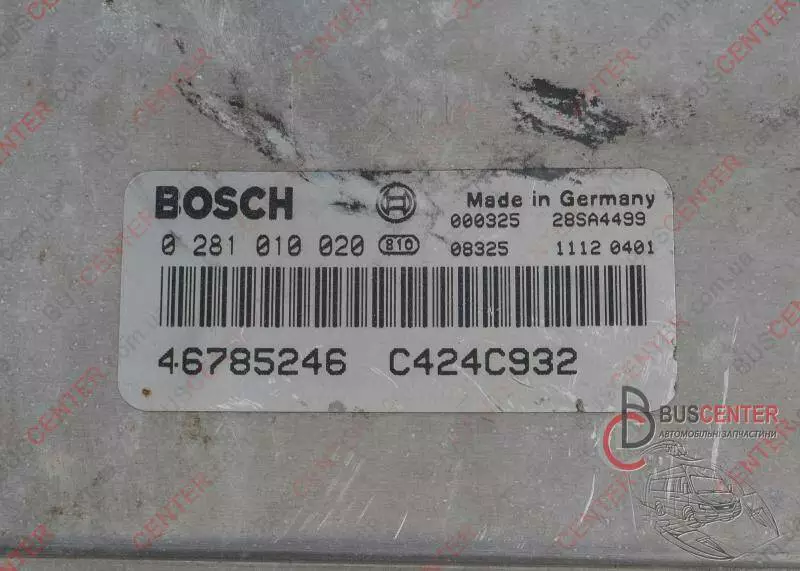 BOSCH Made in Germany
000325 28SA4499
0 281 010 020 810 08325 1112 0401
46785246 C424C932
BUSCENTER
АВТОМОБІЛЬНІ ЗАПЧАСТИНИ